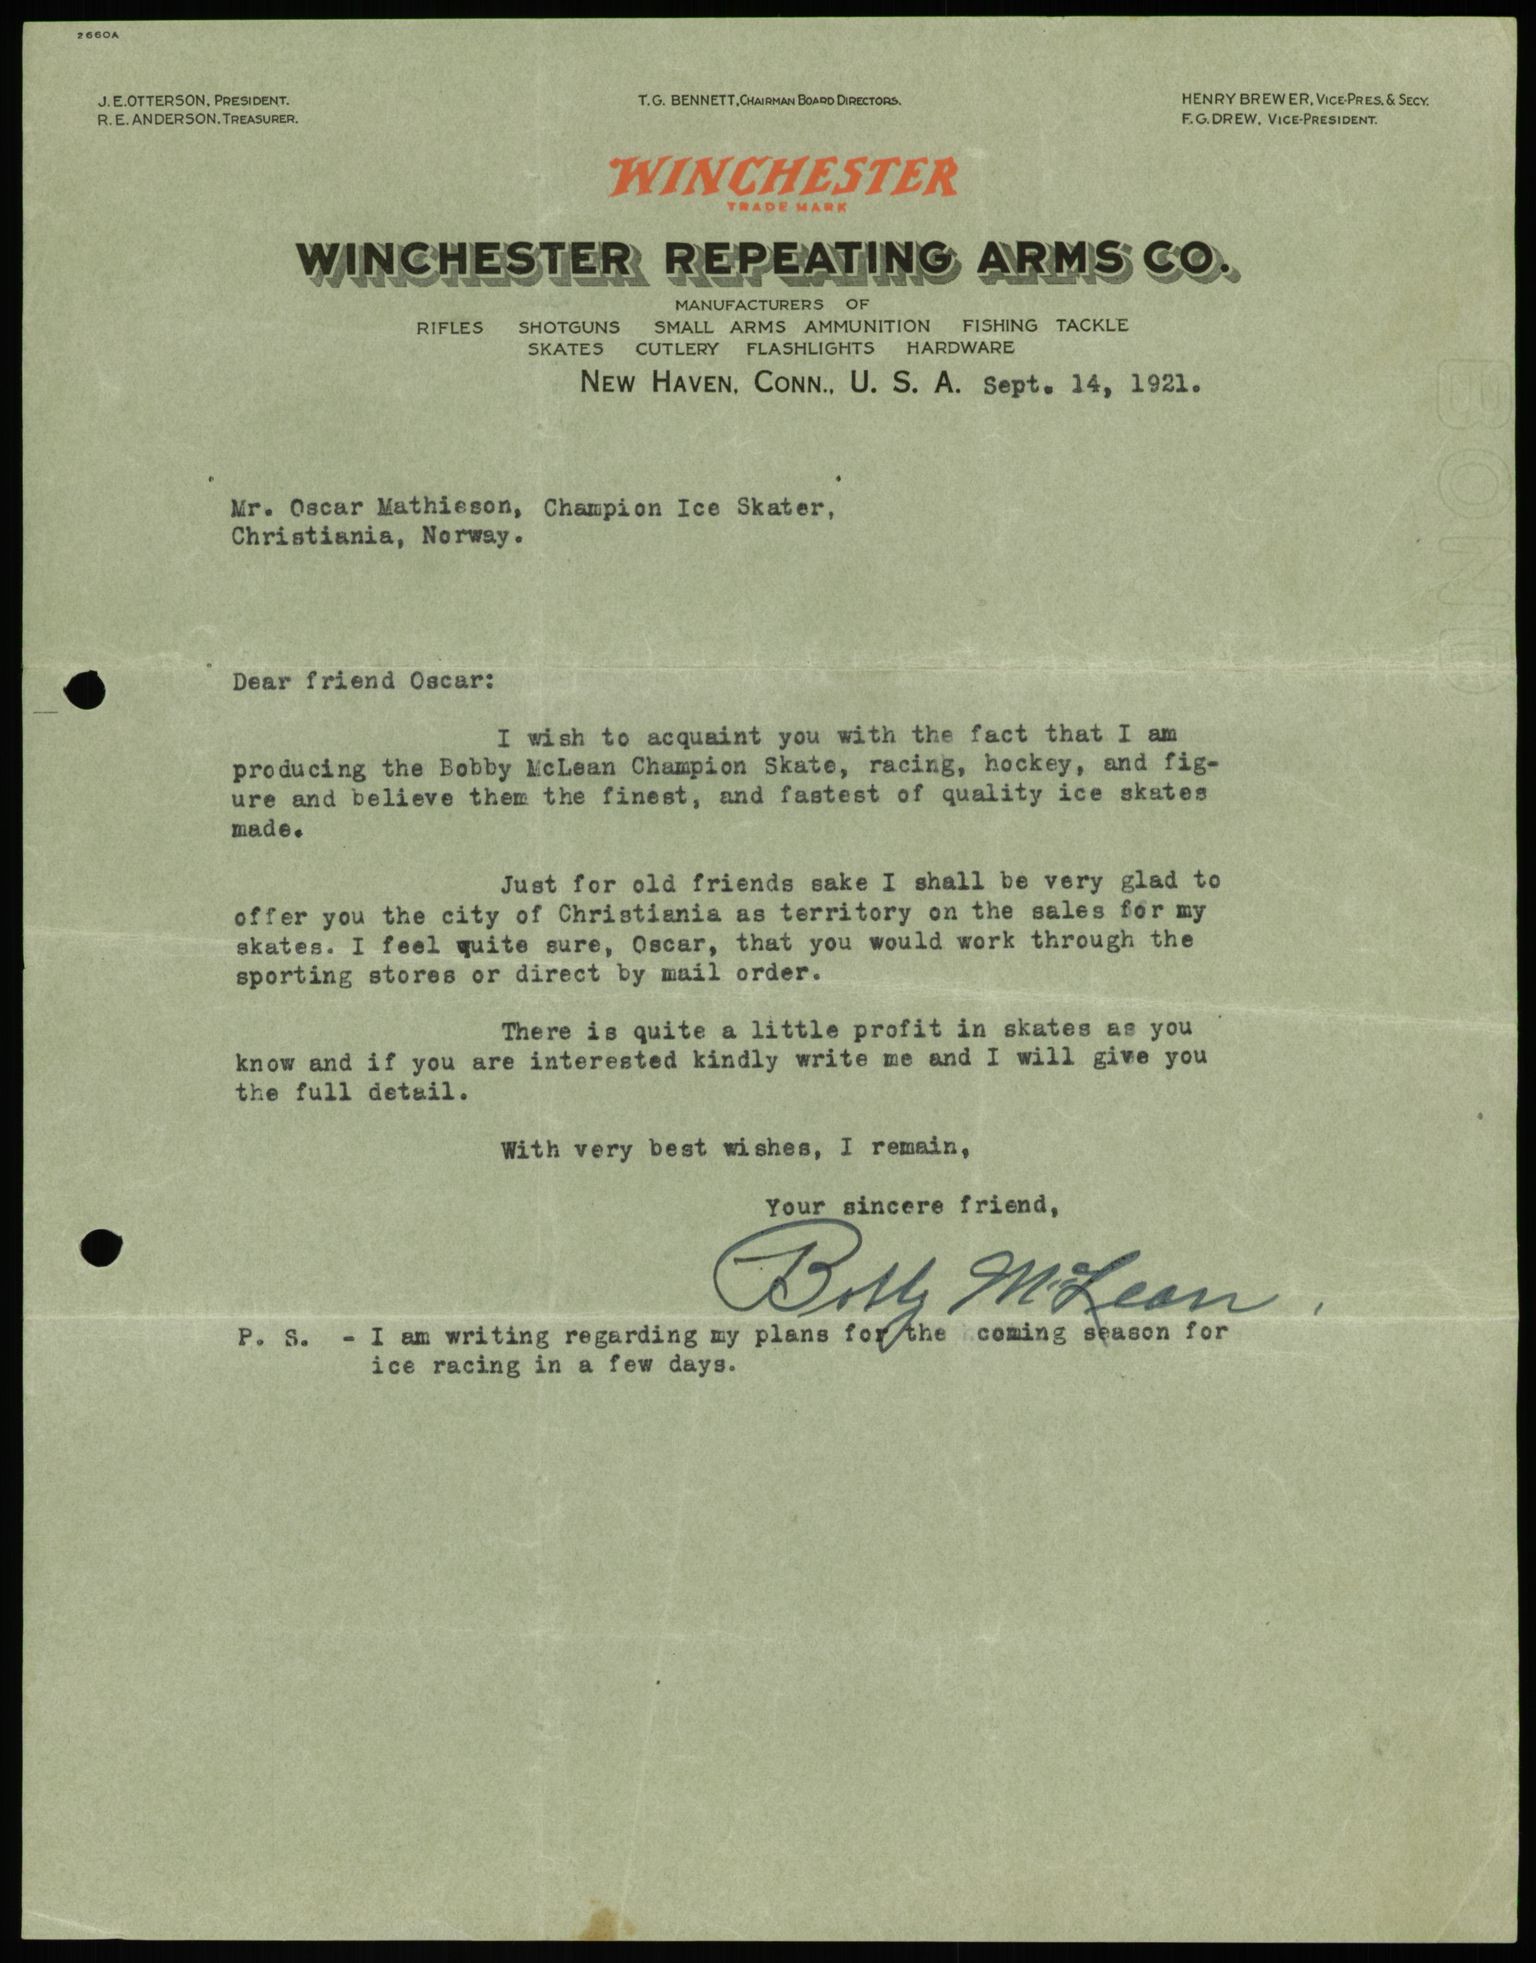 2660A
J. E. OTTERSON, PRESIDENT.
R. E. ANDERSON, TREASURER.
T. G. BENNETT, CHAIRMAN BOARD DIRECTORS.
HENRY BREWER, VICE-PRES. & SECY.
F. G. DREW, VICE-PRESIDENT.
WINCHESTER
TRADE MARK
WINCHESTER REPEATING ARMS CO.
MANUFACTURERS OF
RIFLES SHOTGUNS SMALL ARMS AMMUNITION FISHING TACKLE
SKATES CUTLERY FLASHLIGHTS HARDWARE
NEW HAVEN, CONN., U. S. A. Sept. 14, 1921.
Mr. Oscar Mathieson, Champion Ice Skater,
Christiania, Norway.
Dear friend Oscar:
I wish to acquaint you with the fact that I am
producing the Bobby McLean Champion Skate, racing, hockey, and fig-
ure and believe them the finest, and fastest of quality ice skates
made.
Just for old friends sake I shall be very glad to
offer you the city of Christiania as territory on the sales for my
skates. I feel quite sure, Oscar, that you would work through the
sporting stores or direct by mail order.
There is quite a little profit in skates as you
know and if you are interested kindly write me and I will give you
the full detail.
With very best wishes, I remain,
Your sincere friend,
Bobby McLean
P. S. - I am writing regarding my plans for the coming season for
ice racing in a few days.